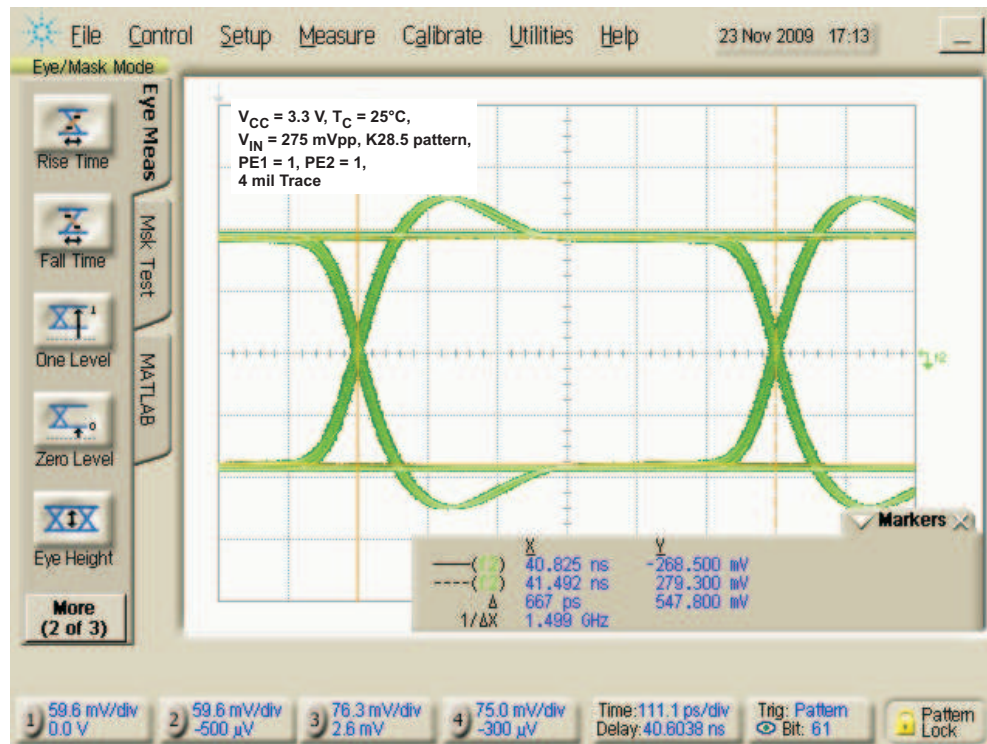 File Control Setup Measure Calibrate Utilities Help 23 Nov 2009 17:13
Eye/Mask Mode
Eye Meas
Msk Test
MATLAB
Rise Time
Fall Time
One Level
Zero Level
Eye Height
More
(2 of 3)
VCC = 3.3 V, TC = 25°C,
VIN = 275 mVpp, K28.5 pattern,
PE1 = 1, PE2 = 1,
4 mil Trace
f2
Markers
X Y
——(f2) 40.825 ns -268.500 mV
----(f2) 41.492 ns 279.300 mV
Δ 667 ps 547.800 mV
1/ΔX 1.499 GHz
1) 59.6 mV/div
0.0 V
2) 59.6 mV/div
-500 µV
3) 76.3 mV/div
2.6 mV
4) 75.0 mV/div
-300 µV
Time:111.1 ps/div
Delay:40.6038 ns
Trig: Pattern
Bit: 61
Pattern
Lock